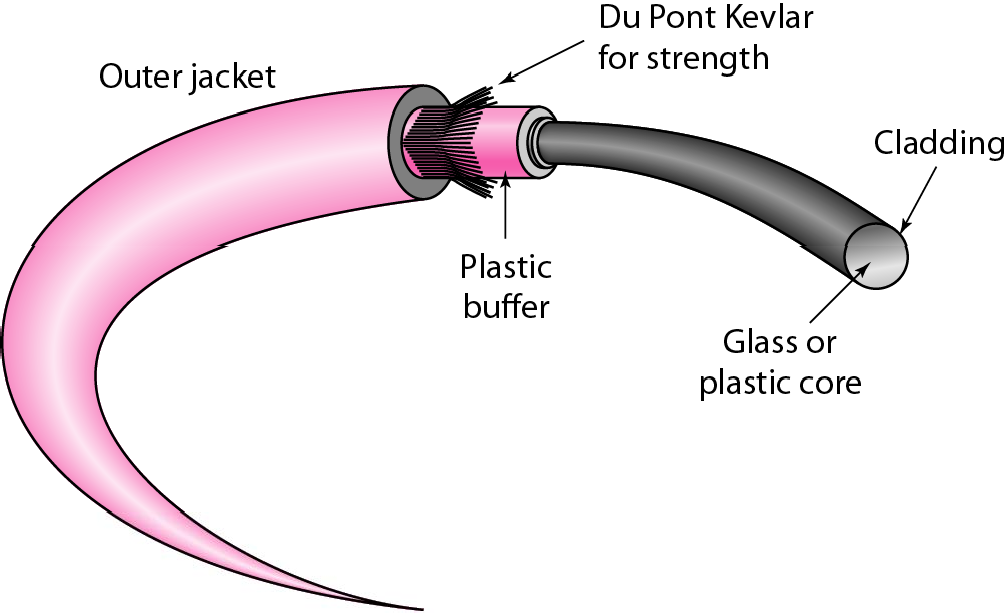 Du Pont Kevlar
for strength
Outer jacket
Cladding
Plastic
buffer
Glass or
plastic core